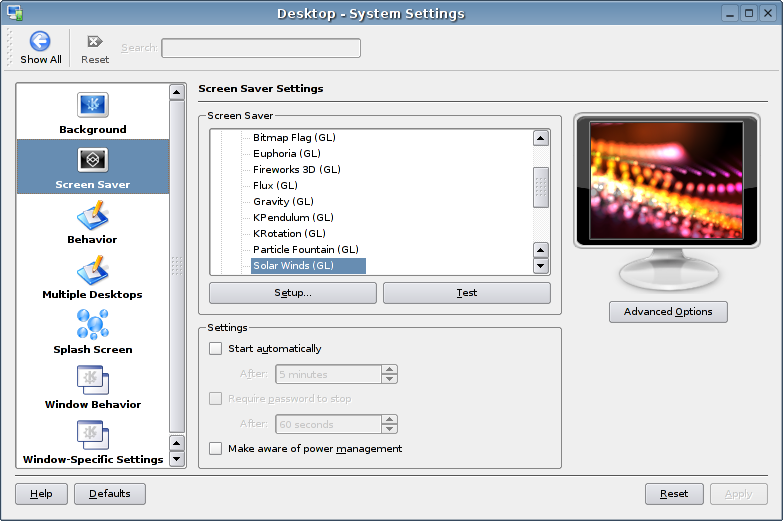 Desktop - System Settings
Show All
Reset
Search:
Background
Screen Saver
Behavior
Multiple Desktops
Splash Screen
Window Behavior
Window-Specific Settings
Screen Saver Settings
Screen Saver
Bitmap Flag (GL)
Euphoria (GL)
Fireworks 3D (GL)
Flux (GL)
Gravity (GL)
KPendulum (GL)
KRotation (GL)
Particle Fountain (GL)
Solar Winds (GL)
Setup...
Test
Settings
Start automatically
After: 5 minutes
Require password to stop
After: 60 seconds
Make aware of power management
Advanced Options
Help
Defaults
Reset
Apply